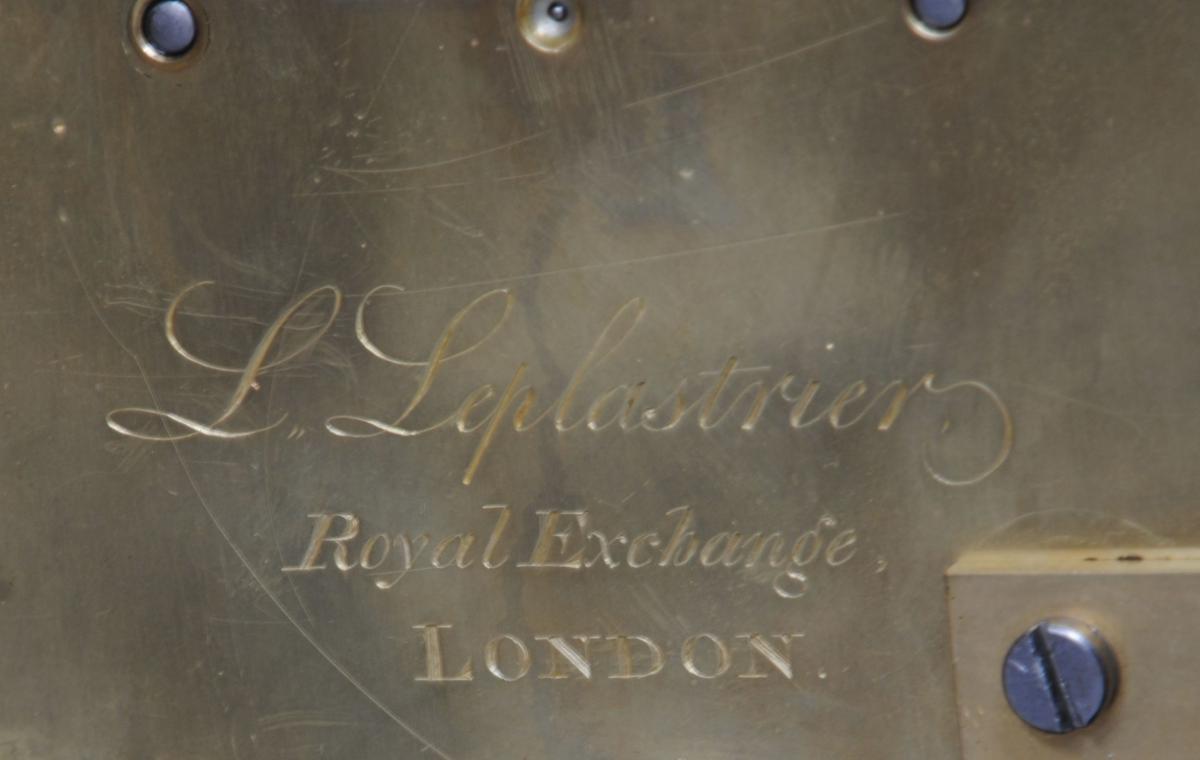 L. Leplastrier,
Royal Exchange,
LONDON.